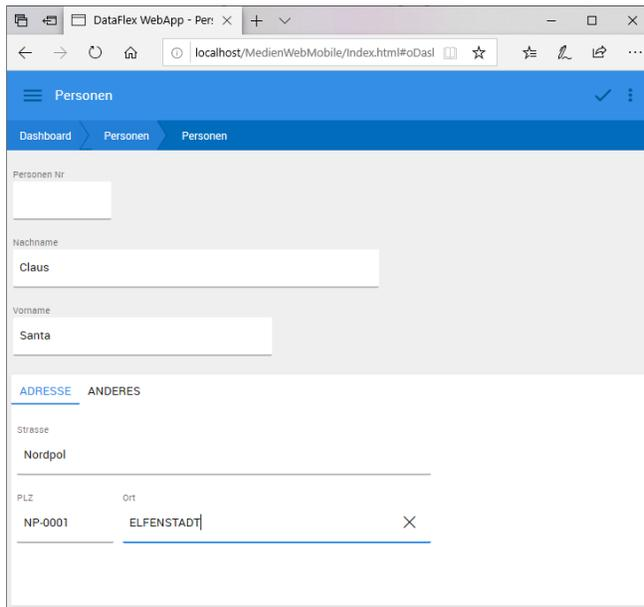 DataFlex WebApp - Pers
localhost/MedienWebMobile/Index.html#oDasl
Personen
Dashboard Personen Personen
Personen Nr
Nachname
Claus
Vorname
Santa
ADRESSE ANDERES
Strasse
Nordpol
PLZ Ort
NP-0001 ELFENSTADT